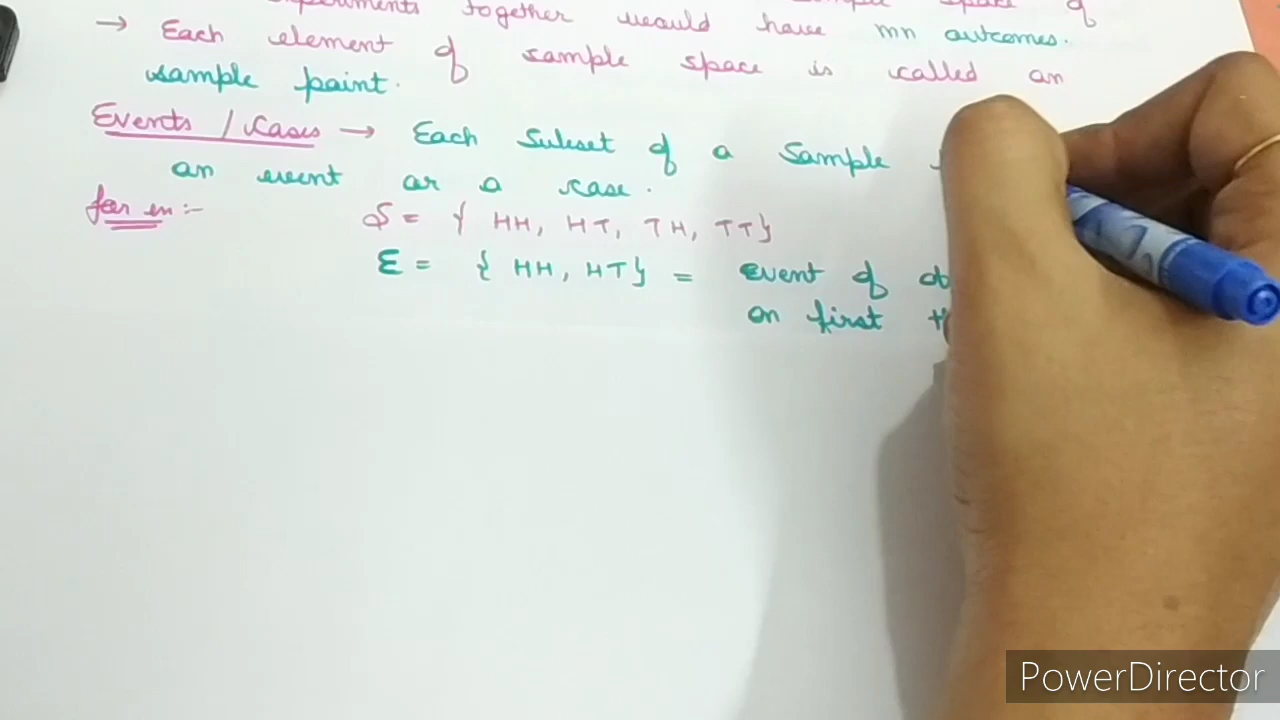 together would have mn outcomes.
→ Each element of sample space is called an
sample point.
Events / Cases → Each Subset of a Sample
an event or a case.
for ex:-
S = { HH, HT, TH, TT}
E = { HH, HT} = Event of
on first
PowerDirector